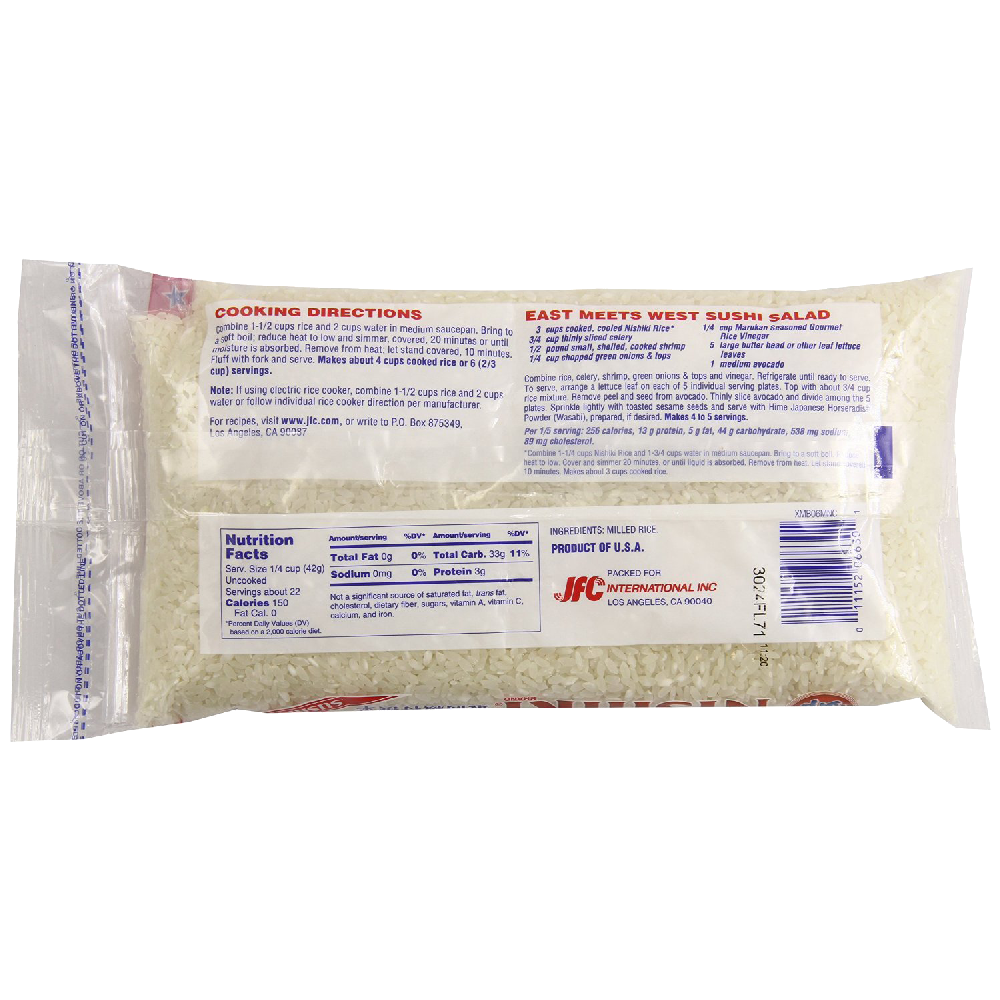 COOKING DIRECTIONS
Combine 1-1/2 cups rice and 2 cups water in medium saucepan. Bring to
a soft boil; reduce heat to low and simmer, covered, 20 minutes or until
moisture is absorbed. Remove from heat; let stand covered, 10 minutes.
Fluff with fork and serve. Makes about 4 cups cooked rice or 6 (2/3
cup) servings.
Note: If using electric rice cooker, combine 1-1/2 cups rice and 2 cups
water or follow individual rice cooker direction per manufacturer.
For recipes, visit www.jfc.com, or write to P.O. Box 875349,
Los Angeles, CA 90087
EAST MEETS WEST SUSHI SALAD
3 cups cooked, cooled Nishiki Rice*
3/4 cup thinly sliced celery
1/2 pound small, shelled, cooked shrimp
1/4 cup chopped green onions & tops
1/4 cup Marukan Seasoned Gourmet
Rice Vinegar
5 large butter head or other leaf lettuce
leaves
1 medium avocado
Combine rice, celery, shrimp, green onions & tops and vinegar. Refrigerate until ready to serve.
To serve, arrange a lettuce leaf on each of 5 individual serving plates. Top with about 3/4 cup
rice mixture. Remove peel and seed from avocado. Thinly slice avocado and divide among the 5
plates. Sprinkle lightly with toasted sesame seeds and serve with Hime Japanese Horseradish
Powder (Wasabi), prepared, if desired. Makes 4 to 5 servings.
Per 1/5 serving: 256 calories, 13 g protein, 5 g fat, 44 g carbohydrate, 538 mg sodium,
89 mg cholesterol.
*Combine 1-1/4 cups Nishiki Rice and 1-3/4 cups water in medium saucepan. Bring to a soft boil,
heat to low. Cover and simmer 20 minutes, or until liquid is absorbed. Remove from heat. Let stand
10 minutes. Makes about 3 cups cooked rice.
Nutrition
Facts
Serv. Size 1/4 cup (42g)
Uncooked
Servings about 22
Calories 150
Fat Cal. 0
*Percent Daily Values (DV)
based on a 2,000 calorie diet.
Amount/serving %DV* Amount/serving %DV*
Total Fat 0g 0% Total Carb. 33g 11%
Sodium 0mg 0% Protein 3g
Not a significant source of saturated fat, trans fat,
cholesterol, dietary fiber, sugars, vitamin A, vitamin C,
calcium, and iron.
INGREDIENTS: MILLED RICE
PRODUCT OF U.S.A.
PACKED FOR
JFC INTERNATIONAL INC
LOS ANGELES, CA 90040
XMB06MNC
0 11152 06650 1
3024FL71 11:20
NISHIKI